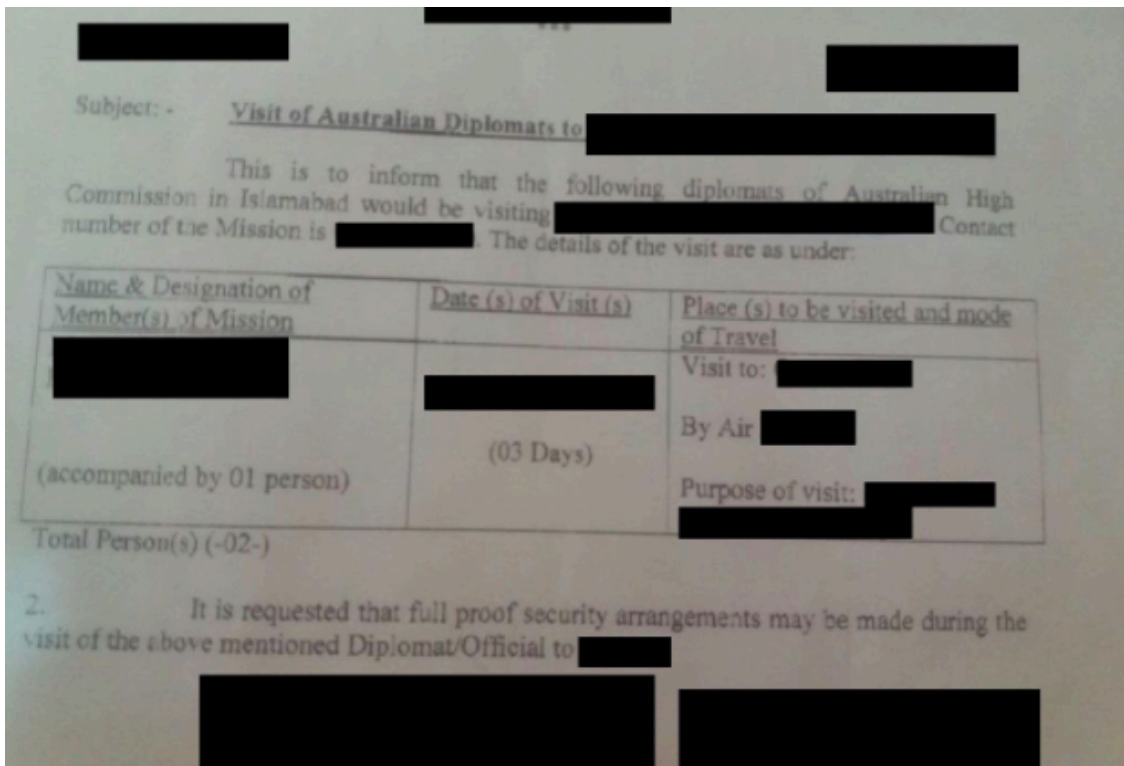 Subject: - Visit of Australian Diplomats to
This is to inform that the following diplomats of Australian High
Commission in Islamabad would be visiting Contact
number of the Mission is . The details of the visit are as under:
Name & Designation of
Member(s) of Mission
Date (s) of Visit (s)
Place (s) to be visited and mode
of Travel
(accompanied by 01 person)
(03 Days)
Visit to:
By Air
Purpose of visit:
Total Person(s) (-02-)
2. It is requested that full proof security arrangements may be made during the
visit of the above mentioned Diplomat/Official to